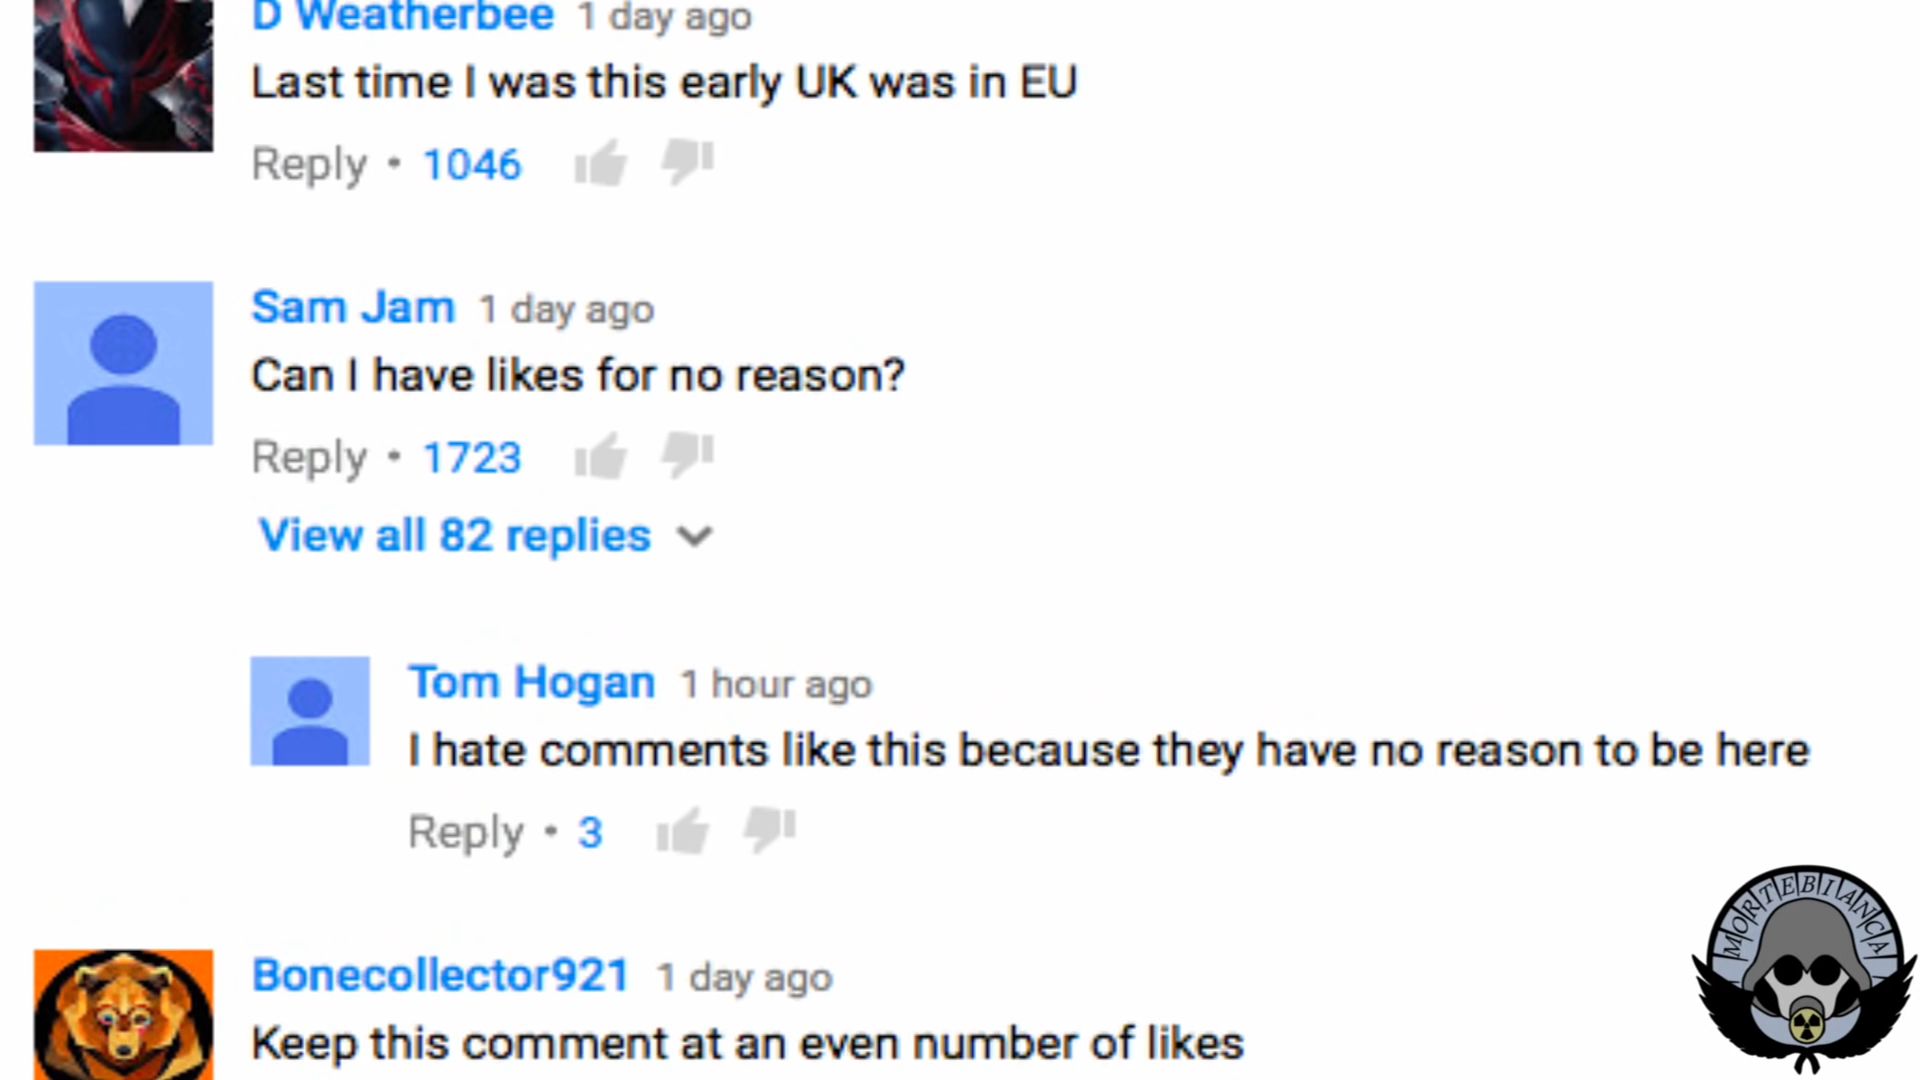 D Weatherbee 1 day ago
Last time I was this early UK was in EU
Reply • 1046
Sam Jam 1 day ago
Can I have likes for no reason?
Reply • 1723
View all 82 replies
Tom Hogan 1 hour ago
I hate comments like this because they have no reason to be here
Reply • 3
MORTEBIANCA
Bonecollector921 1 day ago
Keep this comment at an even number of likes